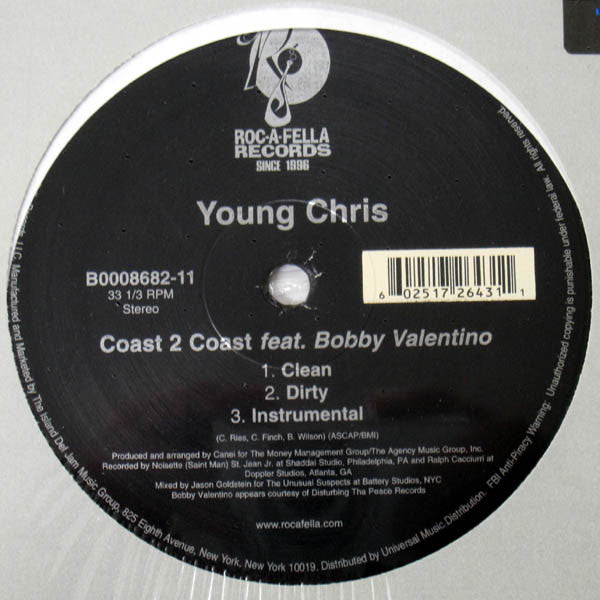 ROC-A-FELLA
RECORDS
SINCE 1996
Young Chris
B0008682-11
33 1/3 RPM
Stereo
6 02517 26431 1
Coast 2 Coast feat. Bobby Valentino
1. Clean
2. Dirty
3. Instrumental
(C. Ries, C. Finch, B. Wilson) (ASCAP/BMI)
Produced and arranged by Canei for The Money Management Group/The Agency Music Group, Inc.
Recorded by Noisette (Saint Man) St. Jean Jr. at Shaddai Studio, Philadelphia, PA and Ralph Cacciurri at
Doppler Studios, Atlanta, GA
Mixed by Jason Goldstein for The Unusual Suspects at Battery Studios, NYC
Bobby Valentino appears courtesy of Disturbing The Peace Records
www.rocafella.com
LLC. Manufactured and Marketed by The Island Def Jam Music Group, 825 Eighth Avenue, New York, New York 10019. Distributed by Universal Music Distribution. FBI Anti-Piracy Warning: Unauthorized copying is punishable under federal law. All rights reserved.